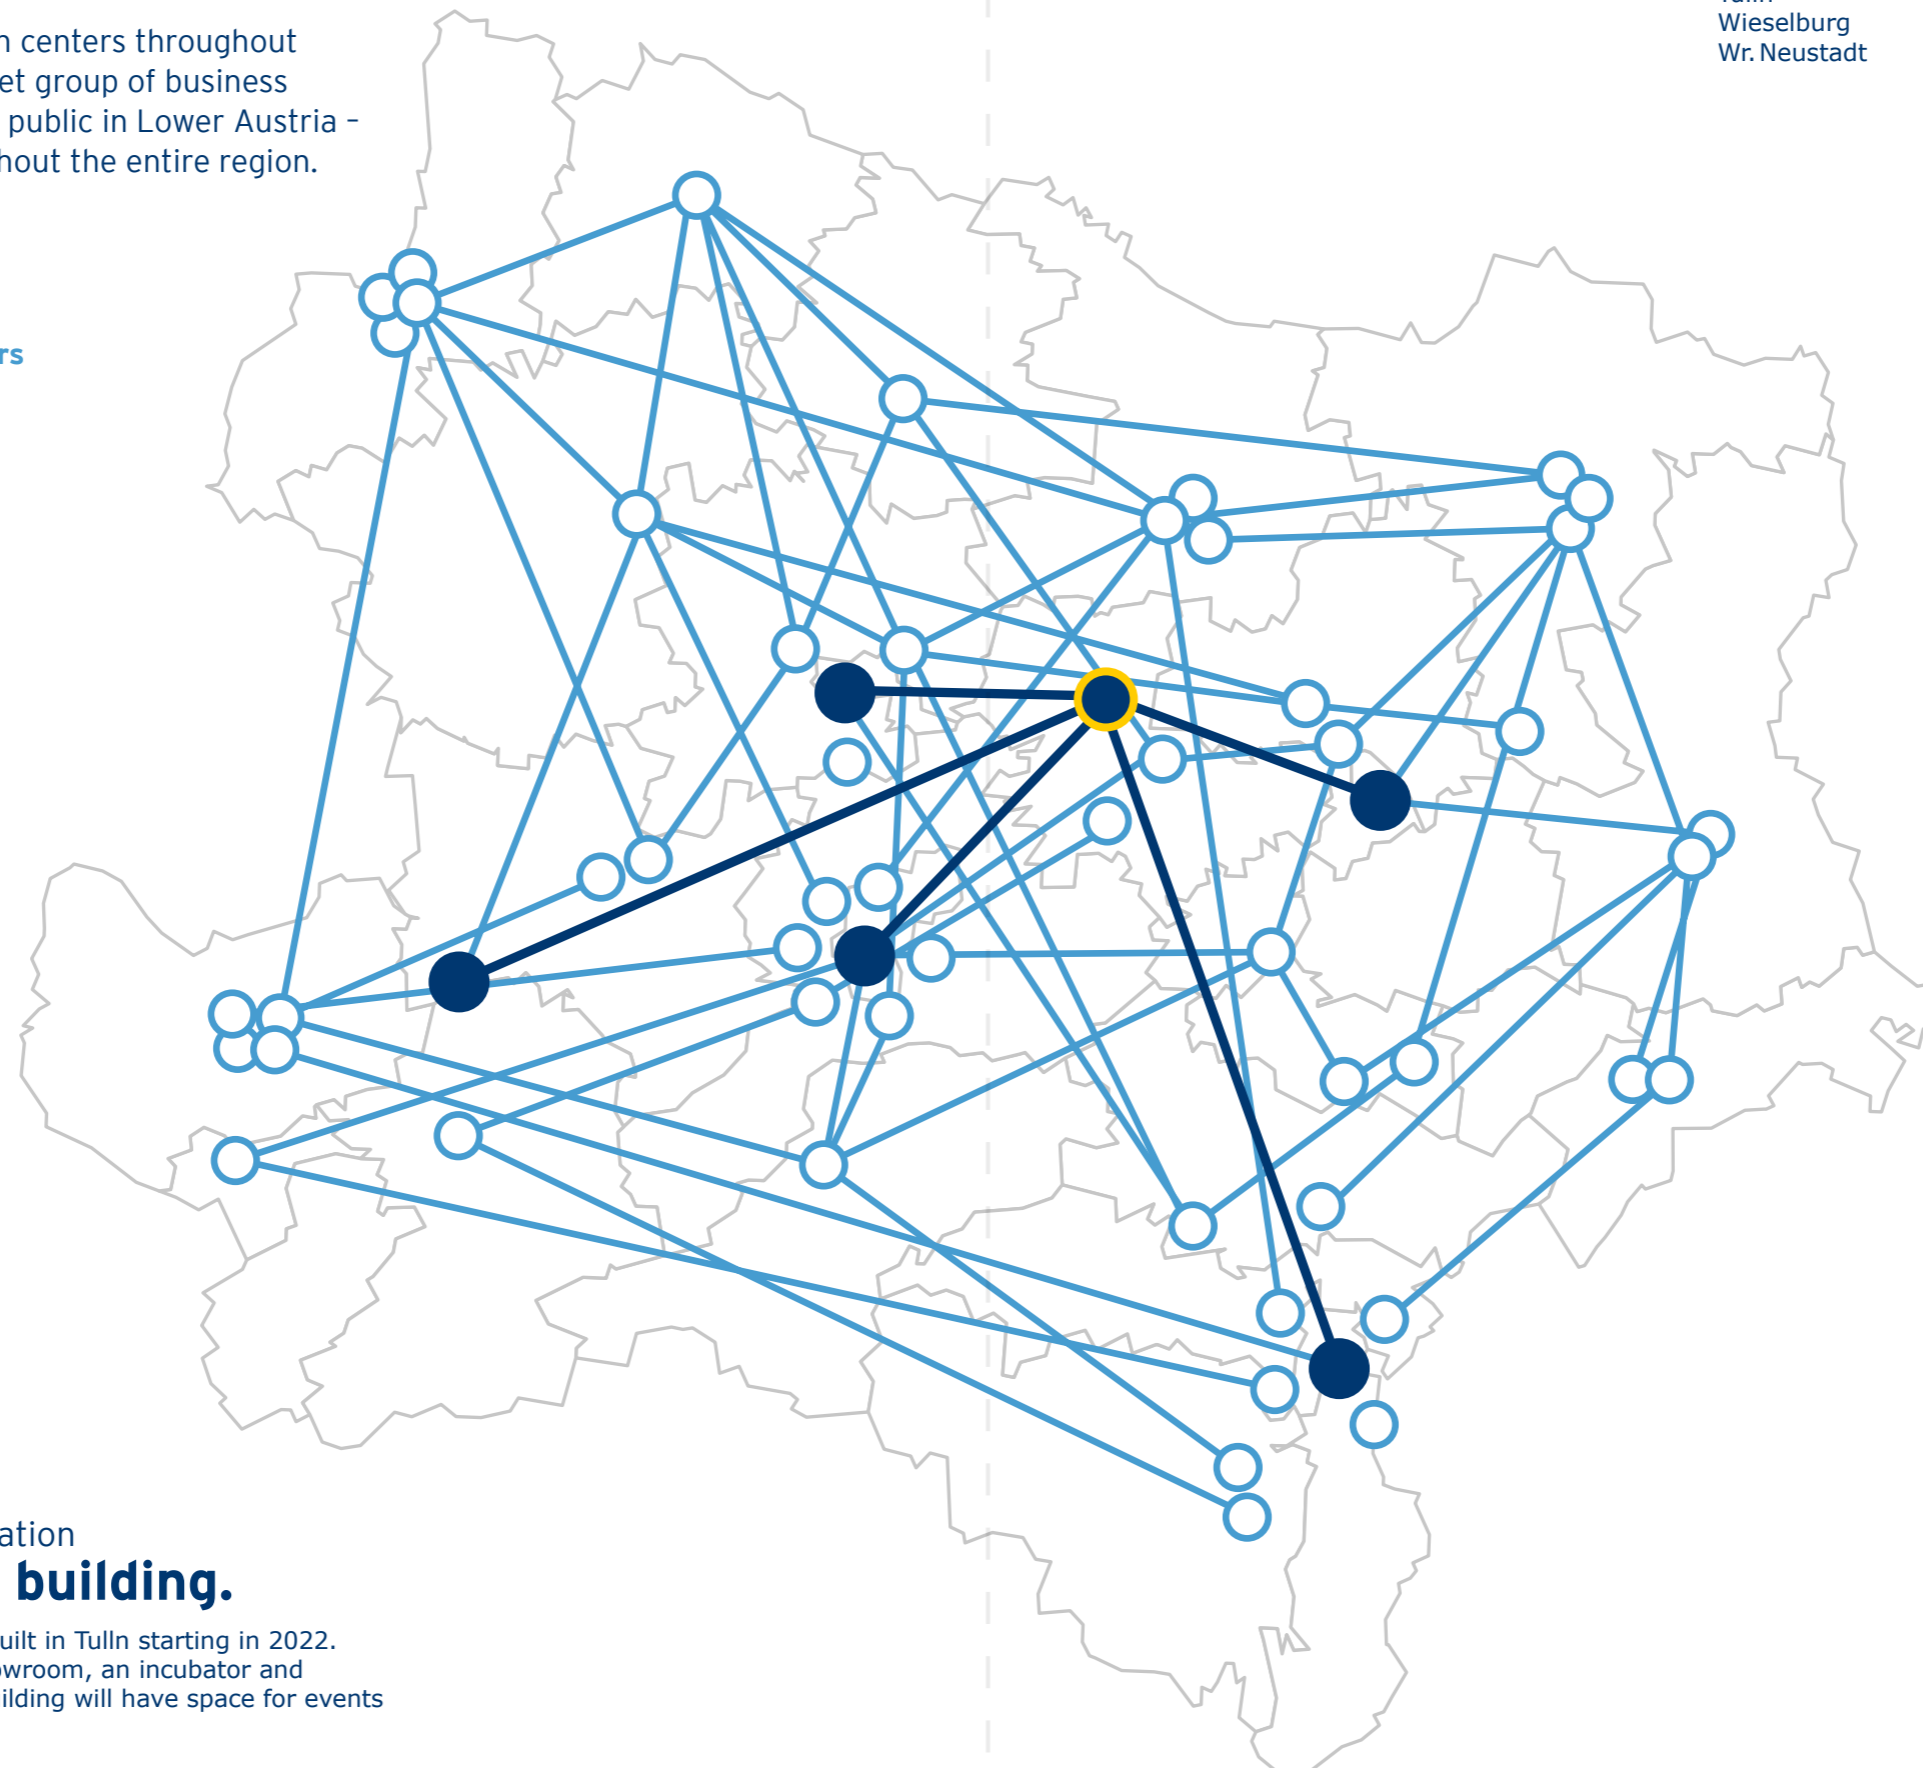 Wieselburg
Wr. Neustadt
n centers throughout
et group of business
public in Lower Austria –
hout the entire region.
rs
ation
building.
uilt in Tulln starting in 2022.
owroom, an incubator and
ilding will have space for events